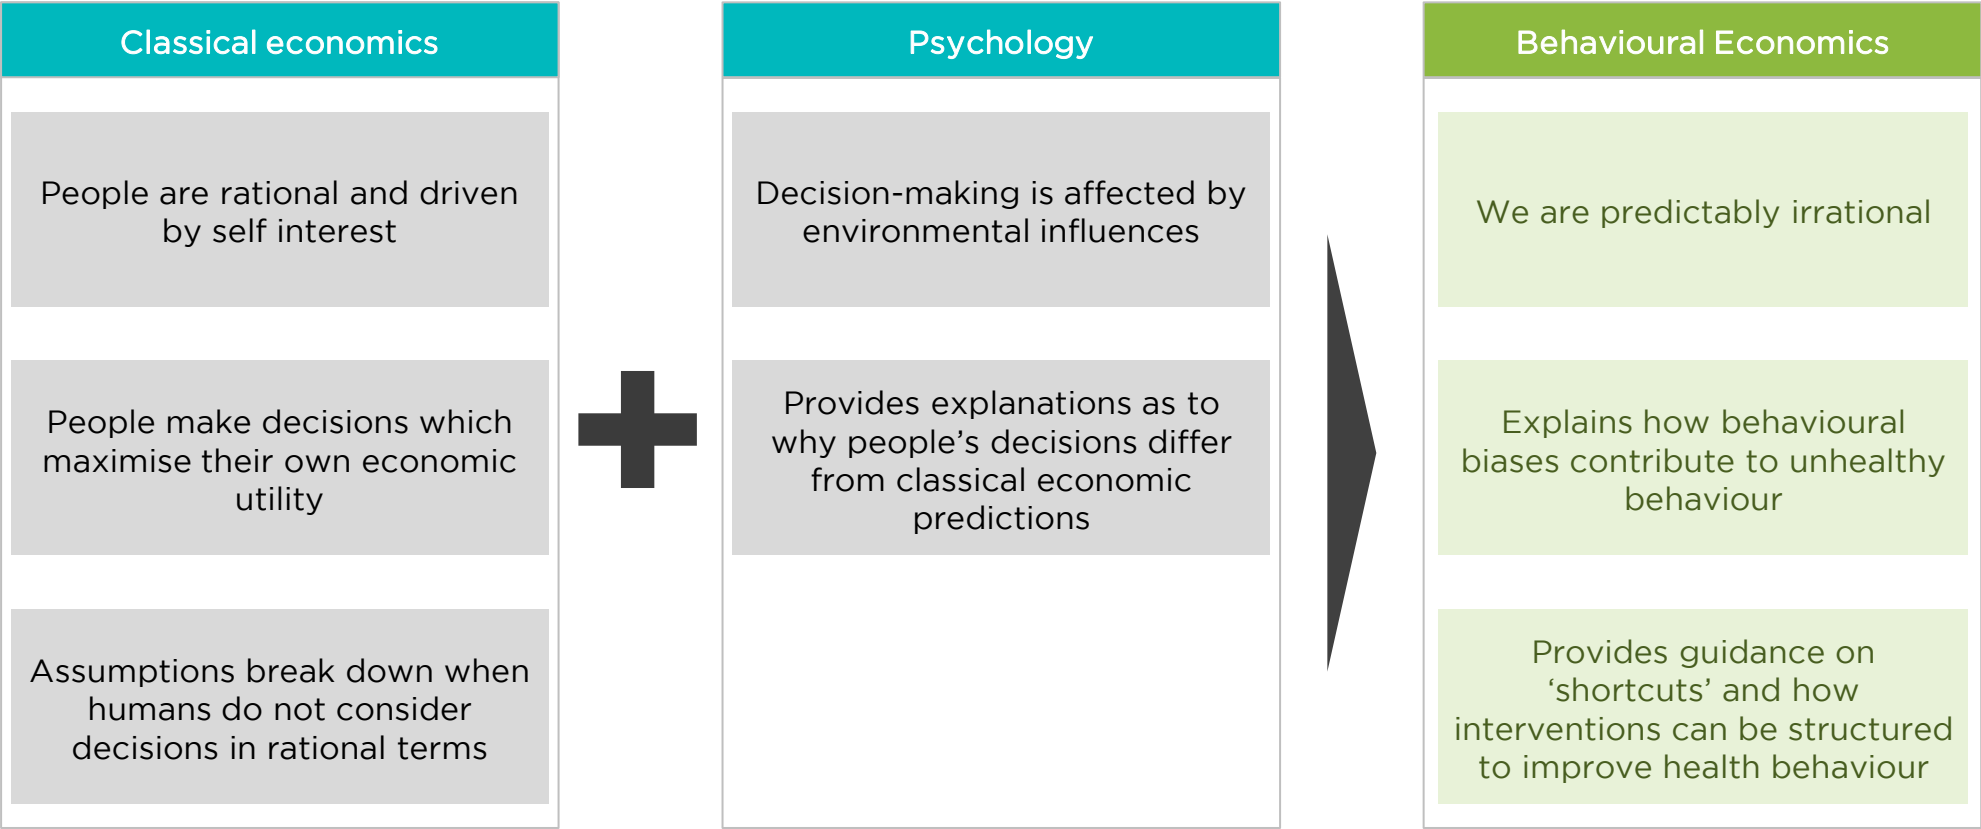 Classical economics
People are rational and driven
by self interest
People make decisions which
maximise their own economic
utility
Assumptions break down when
humans do not consider
decisions in rational terms
Psychology
Decision-making is affected by
environmental influences
Provides explanations as to
why people’s decisions differ
from classical economic
predictions
Behavioural Economics
We are predictably irrational
Explains how behavioural
biases contribute to unhealthy
behaviour
Provides guidance on
‘shortcuts’ and how
interventions can be structured
to improve health behaviour